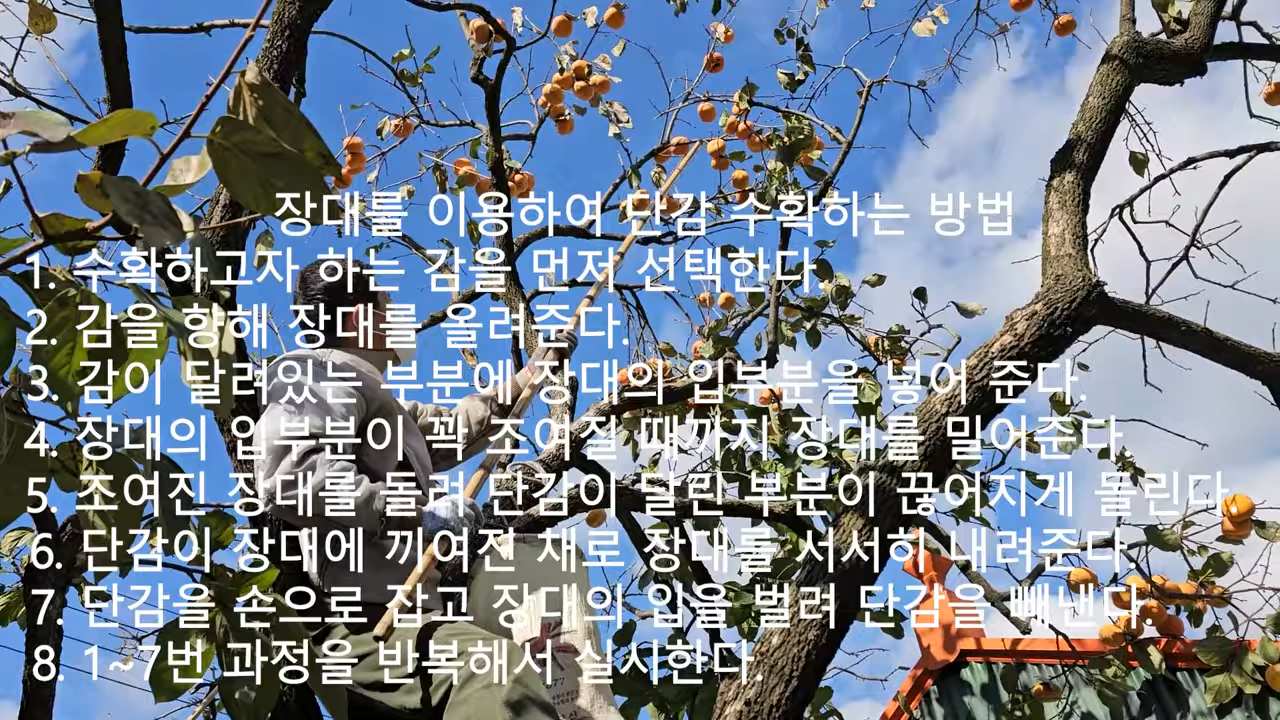 장대를 이용하여 단감 수확하는 방법
1. 수확하고자 하는 감을 먼저 선택한다.
2. 감을 향해 장대를 올려준다.
3. 감이 달려있는 부분에 장대의 입부분을 넣어 준다.
4. 장대의 입부분이 꽉 조여질 때까지 장대를 밀어준다.
5. 조여진 장대를 돌려 단감이 달린 부분이 끊어지게 돌린다.
6. 단감이 장대에 끼여진 채로 장대를 서서히 내려준다.
7. 단감을 손으로 잡고 장대의 입을 벌려 단감을 빼낸다.
8. 1~7번 과정을 반복해서 실시한다.